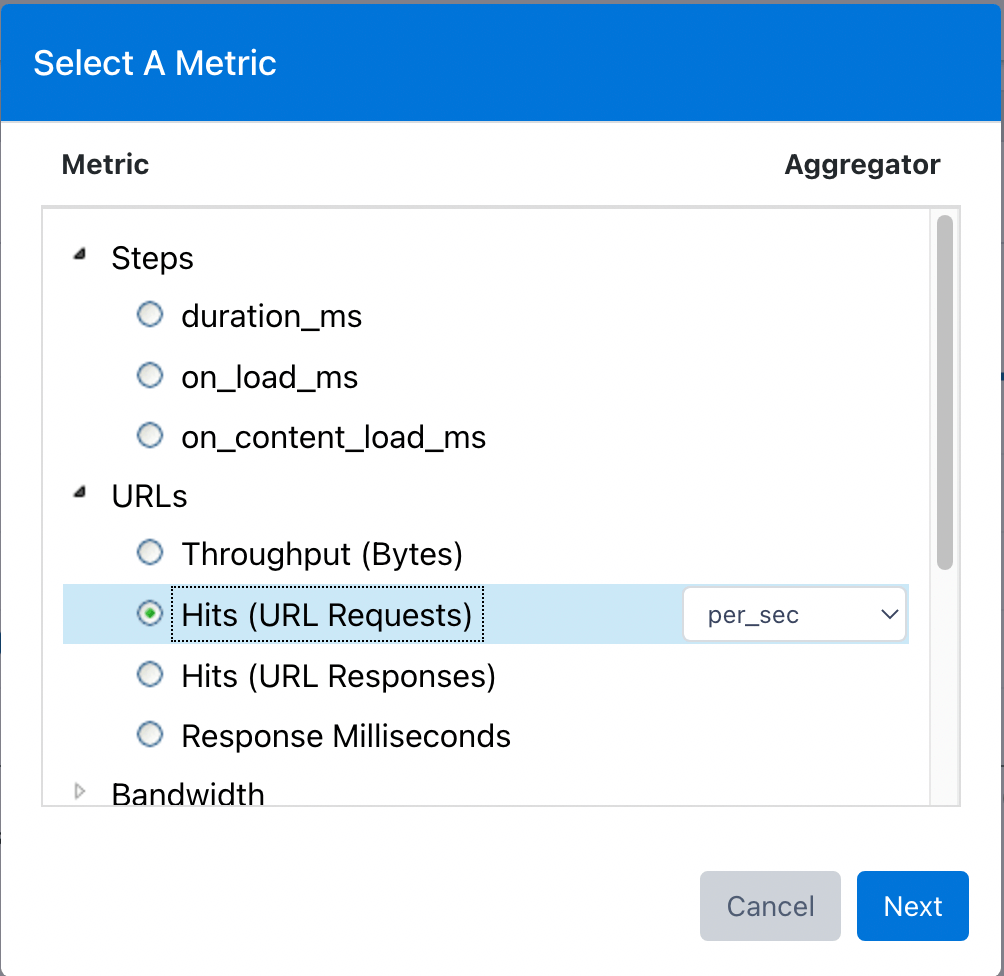 Select A Metric
Metric Aggregator
Steps
duration_ms
on_load_ms
on_content_load_ms
URLs
Throughput (Bytes)
Hits (URL Requests) per_sec
Hits (URL Responses)
Response Milliseconds
Bandwidth
Cancel Next